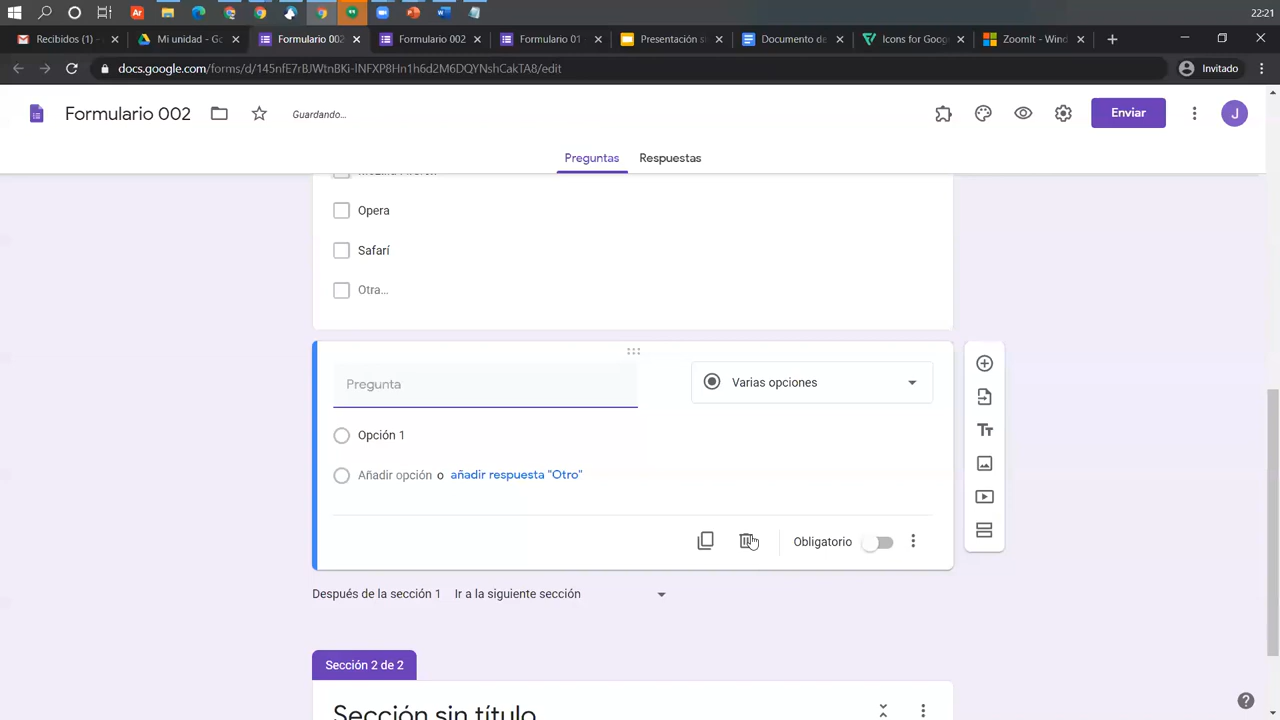 22:21
Recibidos (1) -
Mi unidad - Go
Formulario 002
Formulario 002
Formulario 01
Presentación si
Documento de
Icons for Goog
ZoomIt - Wind
docs.google.com/forms/d/145nfE7rBJWtnBKi-INFXP8Hn1h6d2M6DQYNshCakTA8/edit
Invitado
Formulario 002
Guardando...
Enviar
J
Preguntas
Respuestas
Opera
Safarí
Otra...
Pregunta
Varias opciones
Opción 1
Añadir opción o añadir respuesta "Otro"
Obligatorio
Después de la sección 1 Ir a la siguiente sección
Sección 2 de 2
Sección sin título